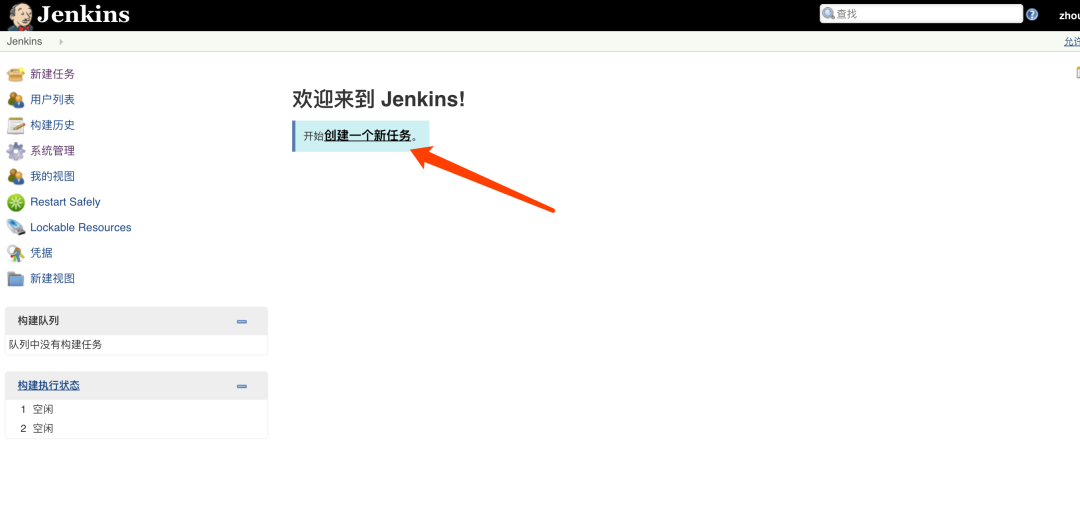 Jenkins
查找
zhou
Jenkins
允许
新建任务
用户列表
构建历史
系统管理
我的视图
Restart Safely
Lockable Resources
凭据
新建视图
欢迎来到 Jenkins!
开始创建一个新任务。
构建队列
队列中没有构建任务
构建执行状态
1 空闲
2 空闲